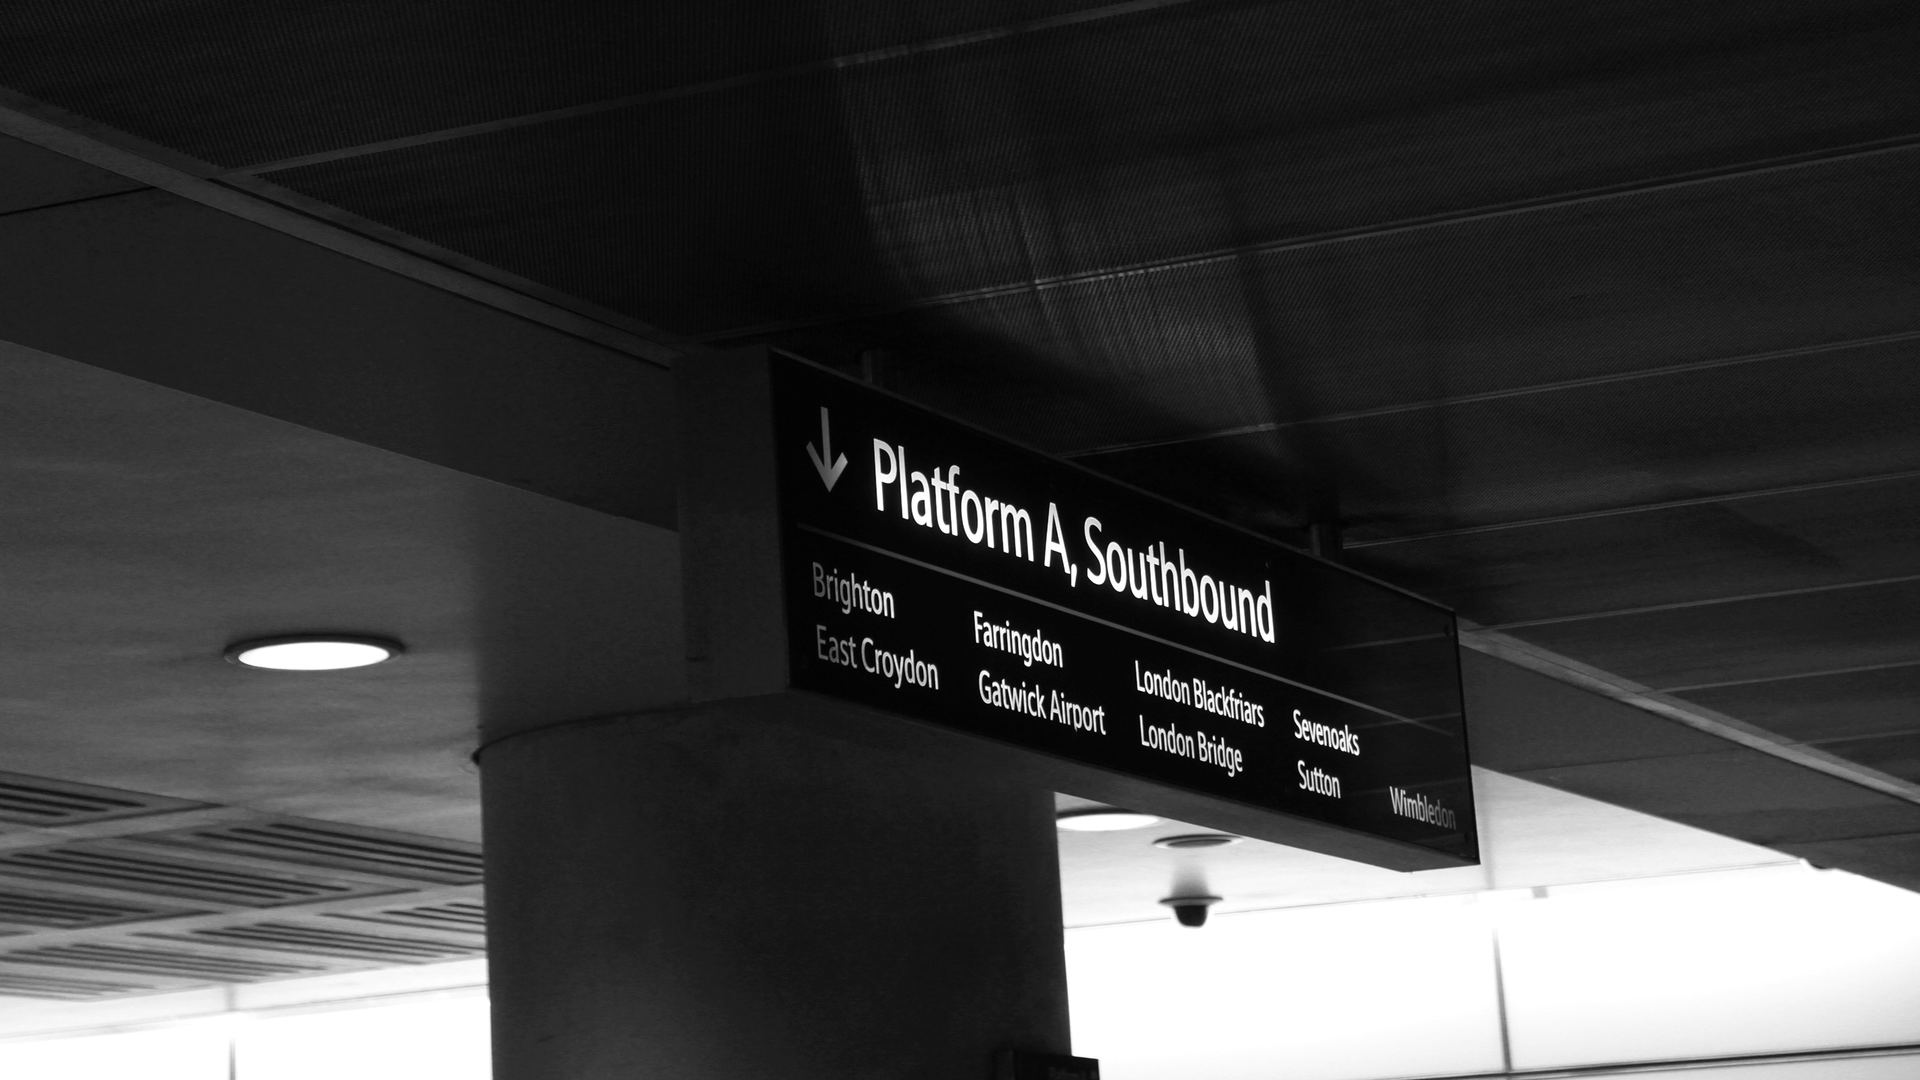 Platform A, Southbound
Brighton
East Croydon
Farringdon
Gatwick Airport
London Blackfriars
London Bridge
Sevenoaks
Sutton
Wimbledon